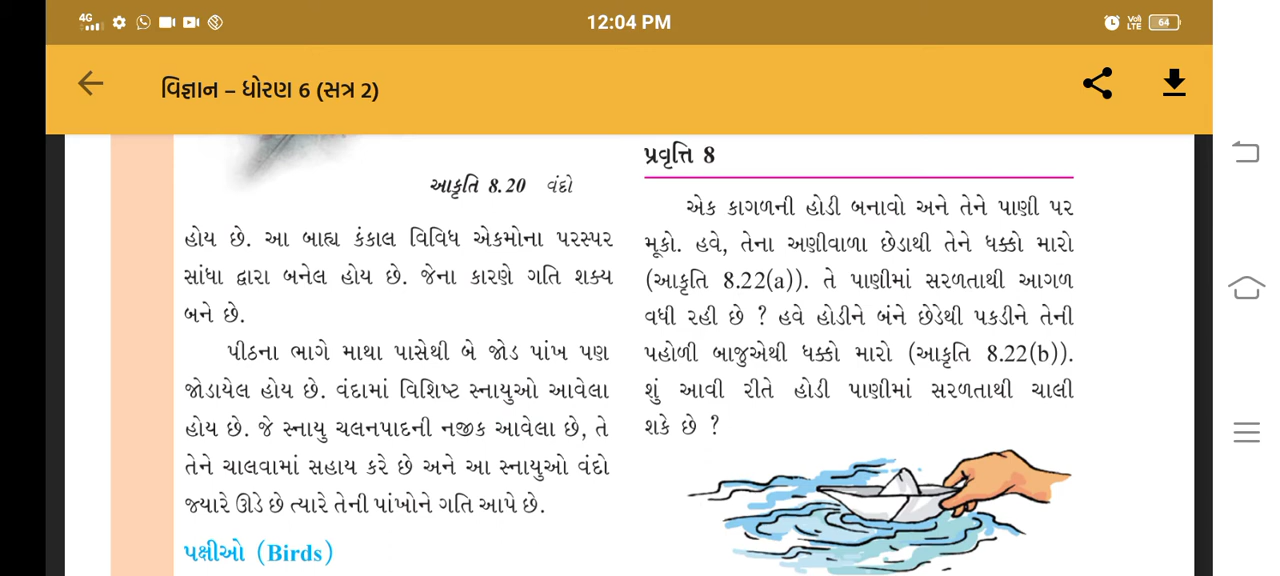 4G
12:04 PM
VoI)
LTE
64
વિજ્ઞાન – ધોરણ 6 (સત્ર 2)
આકૃતિ 8.20 વંદો
હોય છે. આ બાહ્ય કંકાલ વિવિધ એકમોના પરસ્પર
સાંધા દ્વારા બનેલ હોય છે. જેના કારણે ગતિ શક્ય
બને છે.
પીઠના ભાગે માથા પાસેથી બે જોડ પાંખ પણ
જોડાયેલ હોય છે. વંદામાં વિશિષ્ટ સ્નાયુઓ આવેલા
હોય છે. જે સ્નાયુ ચલનપાદની નજીક આવેલા છે, તે
તેને ચાલવામાં સહાય કરે છે અને આ સ્નાયુઓ વંદો
જ્યારે ઊડે છે ત્યારે તેની પાંખોને ગતિ આપે છે.
પક્ષીઓ (Birds)
પ્રવૃત્તિ 8
એક કાગળની હોડી બનાવો અને તેને પાણી પર
મૂકો. હવે, તેના અણીવાળા છેડાથી તેને ધક્કો મારો
(આકૃતિ 8.22(a)). તે પાણીમાં સરળતાથી આગળ
વધી રહી છે ? હવે હોડીને બંને છેડેથી પકડીને તેની
પહોળી બાજુએથી ધક્કો મારો (આકૃતિ 8.22(b)).
શું આવી રીતે હોડી પાણીમાં સરળતાથી ચાલી
શકે છે ?